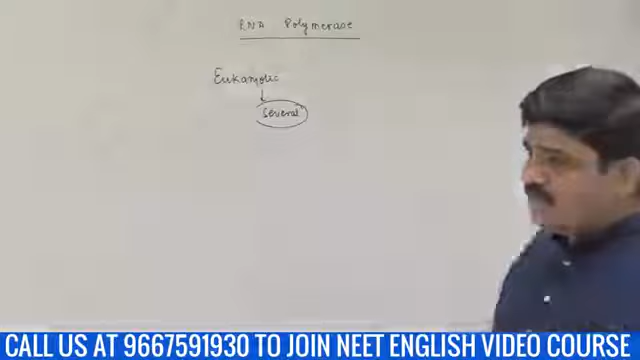 RNA Polymerase
Eukaryotic
Several
CALL US AT 9667591930 TO JOIN NEET ENGLISH VIDEO COURSE